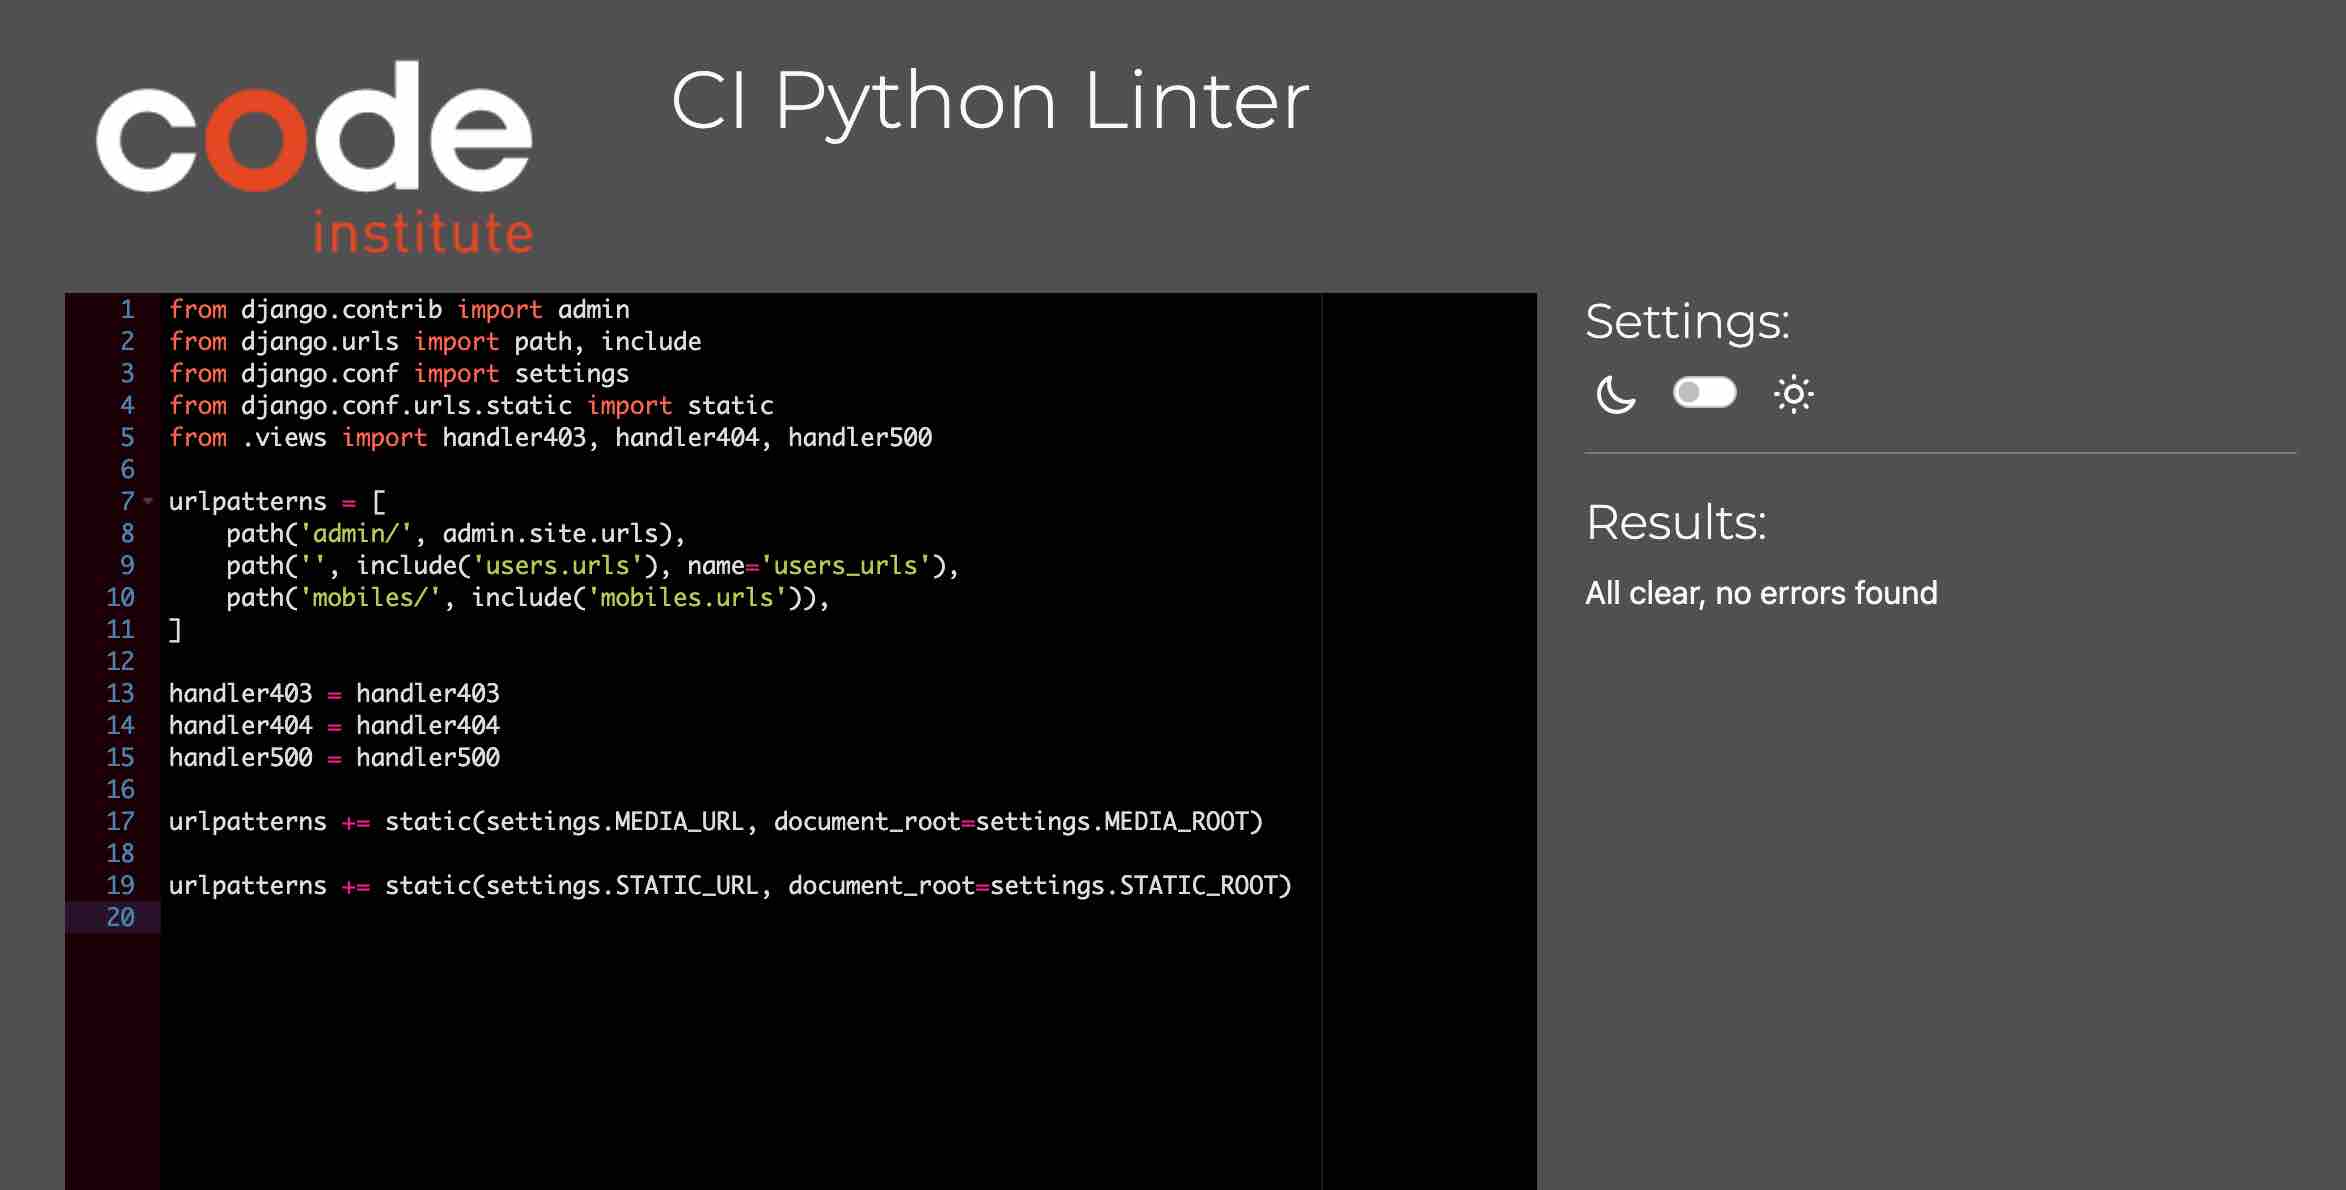 code
institute
CI Python Linter
1 from django.contrib import admin
2 from django.urls import path, include
3 from django.conf import settings
4 from django.conf.urls.static import static
5 from .views import handler403, handler404, handler500
6
7 urlpatterns = [
8     path('admin/', admin.site.urls),
9     path('', include('users.urls'), name='users_urls'),
10     path('mobiles/', include('mobiles.urls')),
11 ]
12
13 handler403 = handler403
14 handler404 = handler404
15 handler500 = handler500
16
17 urlpatterns += static(settings.MEDIA_URL, document_root=settings.MEDIA_ROOT)
18
19 urlpatterns += static(settings.STATIC_URL, document_root=settings.STATIC_ROOT)
20
Settings:
Results:
All clear, no errors found